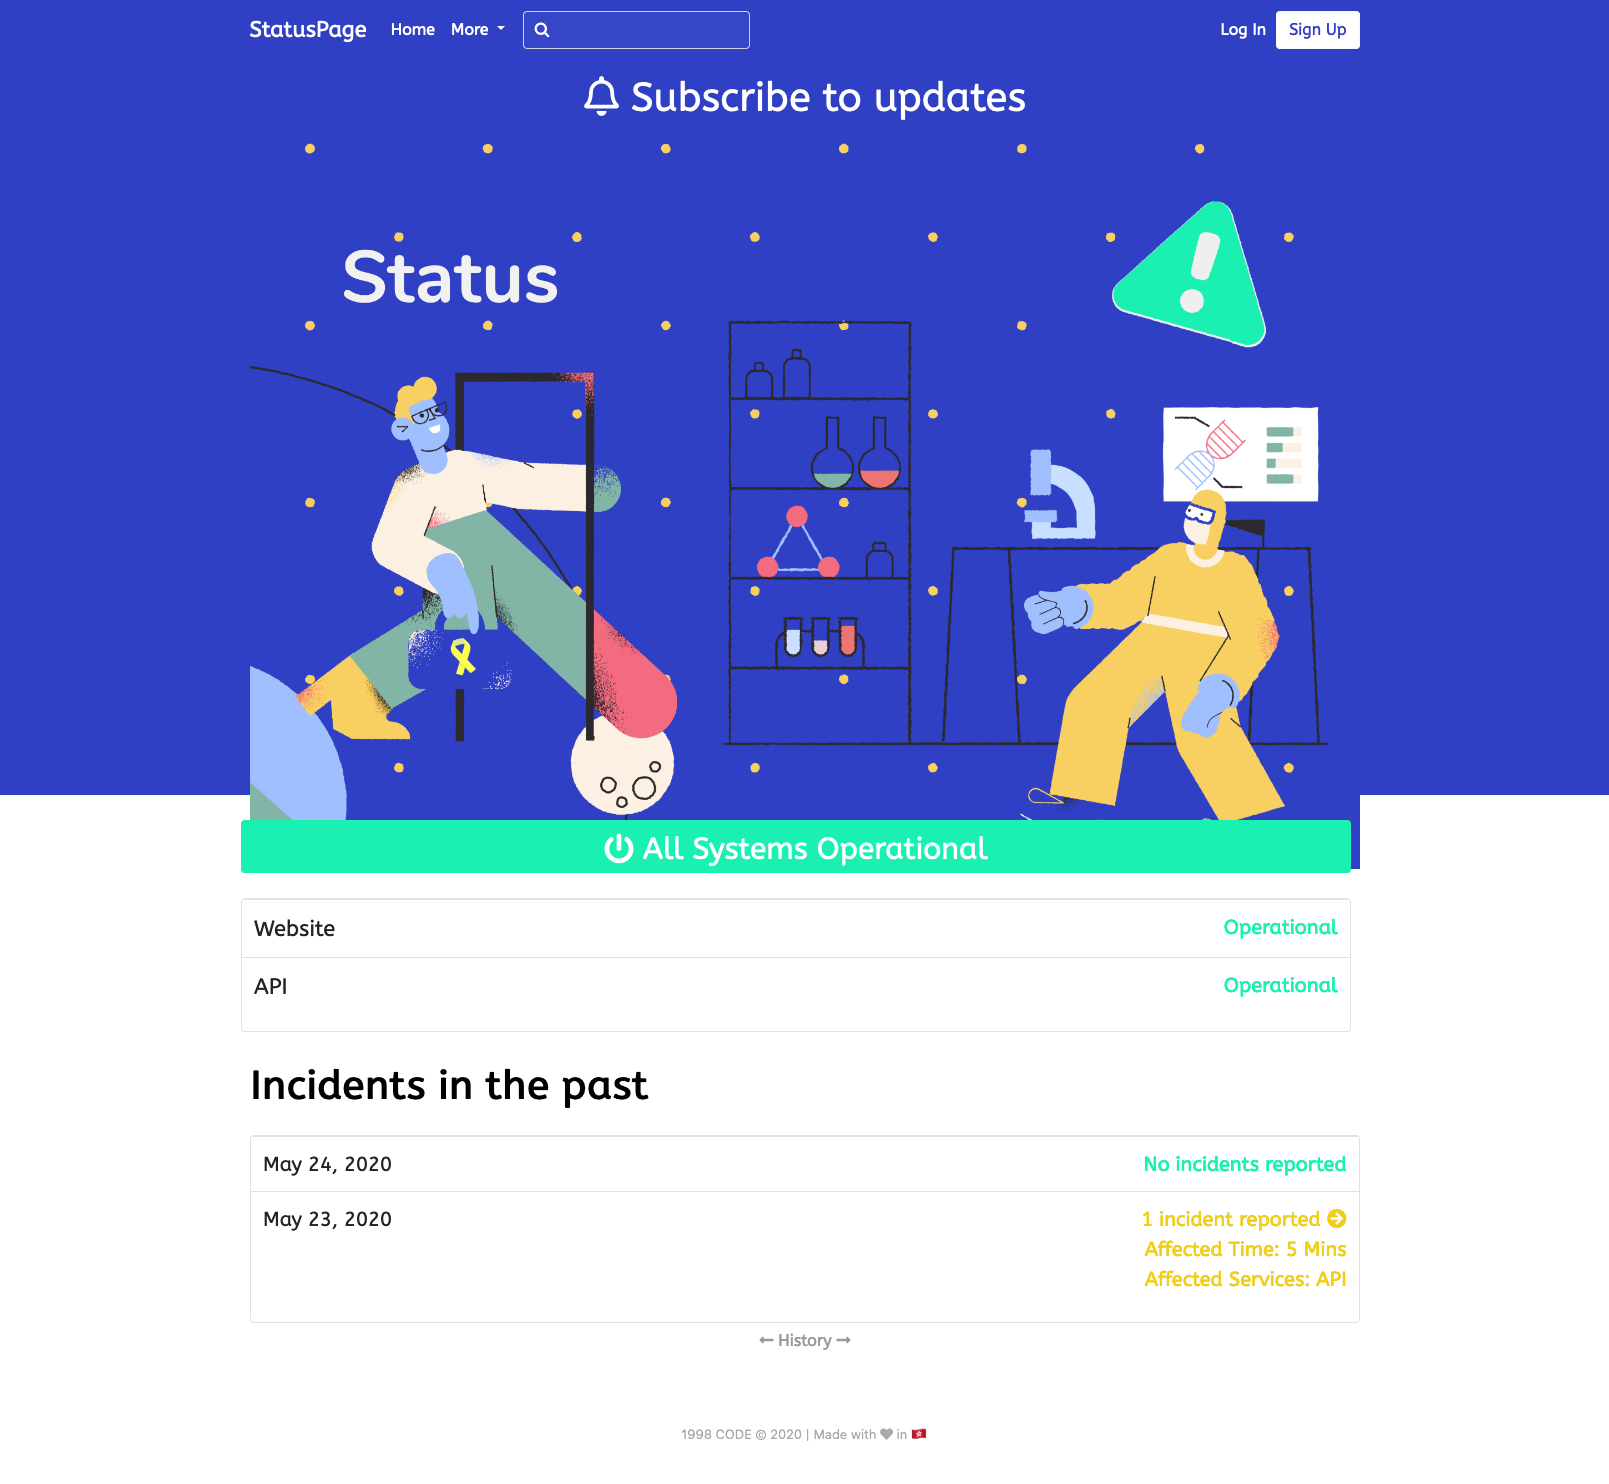 StatusPage Home More Log In Sign Up
Subscribe to updates
Status
All Systems Operational
Website Operational
API Operational
Incidents in the past
May 24, 2020 No incidents reported
May 23, 2020 1 incident reported
Affected Time: 5 Mins
Affected Services: API
← History →
1998 CODE © 2020 | Made with ♥ in 🇭🇰